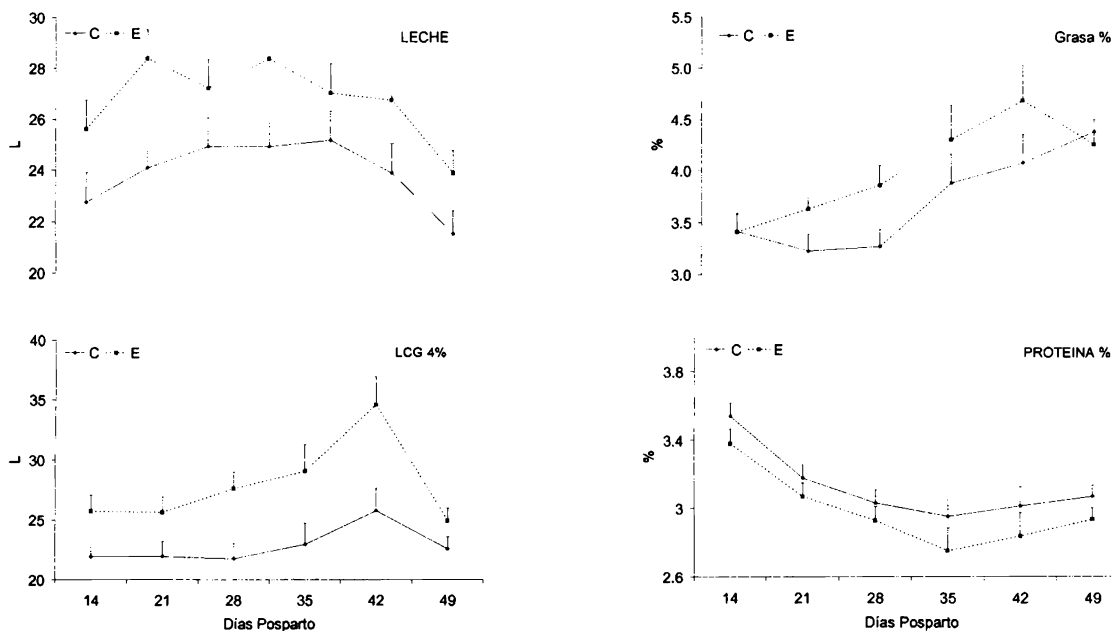 C E LECHE
30
28
26
L
24
22
20
C E Grasa %
5.5
5.0
4.5
%
4.0
3.5
3.0
C E LCG 4%
40
35
L
30
25
20
14 21 28 35 42 49
Días Posparto
C E PROTEINA %
3.8
3.4
%
3
2.6
14 21 28 35 42 49
Días Posparto